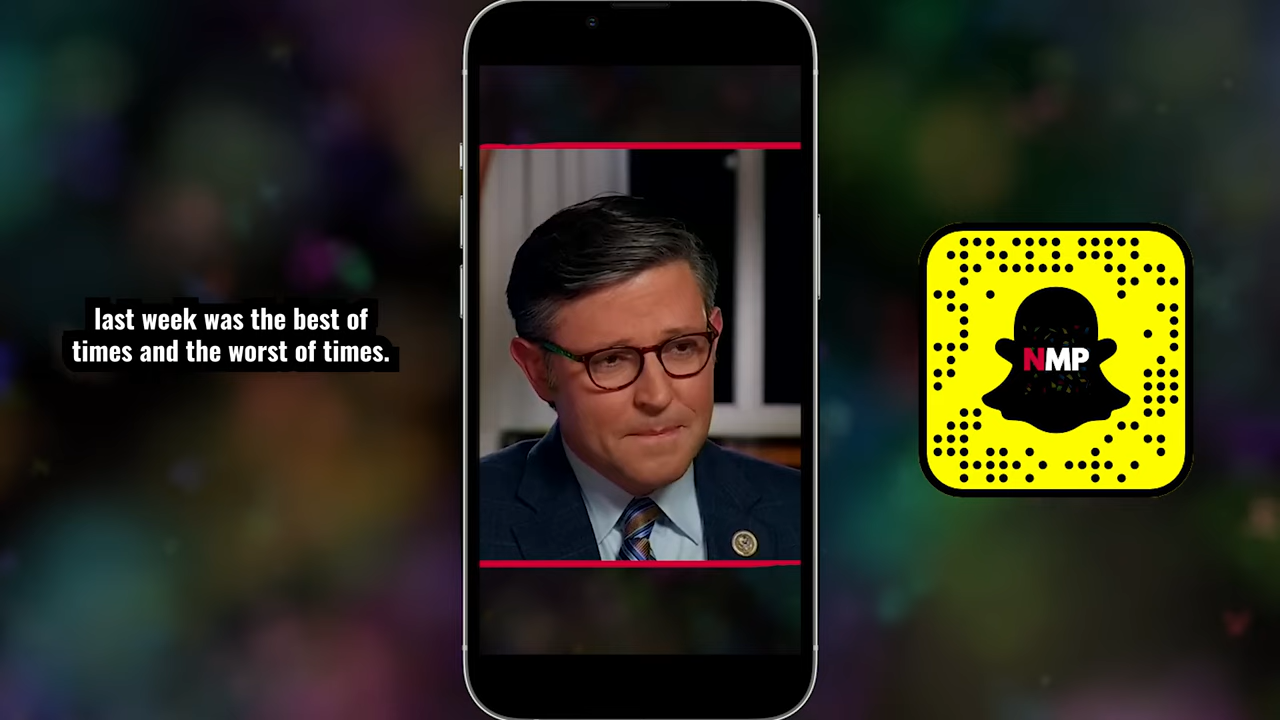 last week was the best of
times and the worst of times.
NMP